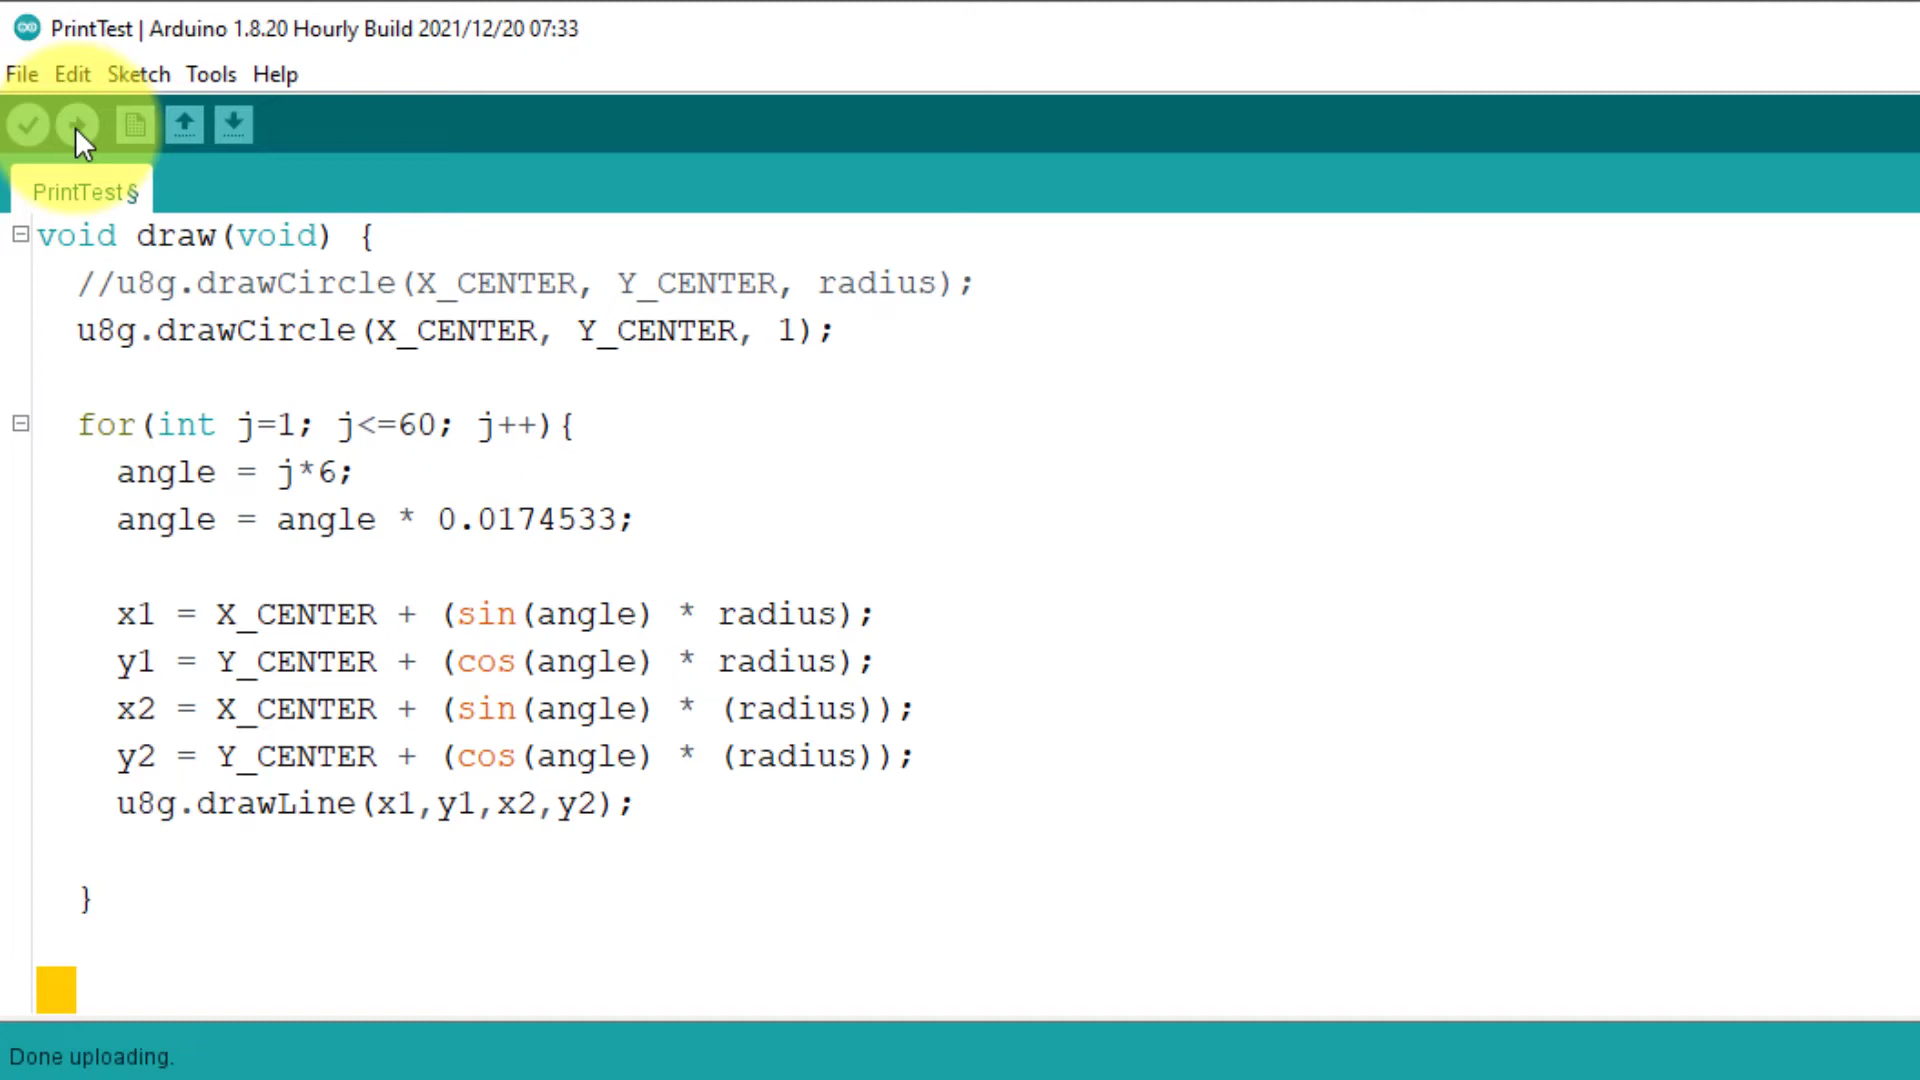 PrintTest | Arduino 1.8.20 Hourly Build 2021/12/20 07:33
File Edit Sketch Tools Help
PrintTest§
void draw(void) {
//u8g.drawCircle(X_CENTER, Y_CENTER, radius);
u8g.drawCircle(X_CENTER, Y_CENTER, 1);
for(int j=1; j<=60; j++){
angle = j*6;
angle = angle * 0.0174533;
x1 = X_CENTER + (sin(angle) * radius);
y1 = Y_CENTER + (cos(angle) * radius);
x2 = X_CENTER + (sin(angle) * (radius));
y2 = Y_CENTER + (cos(angle) * (radius));
u8g.drawLine(x1,y1,x2,y2);
}
Done uploading.